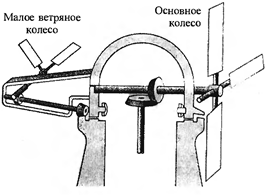 Малое ветряное
колесо
Основное
колесо